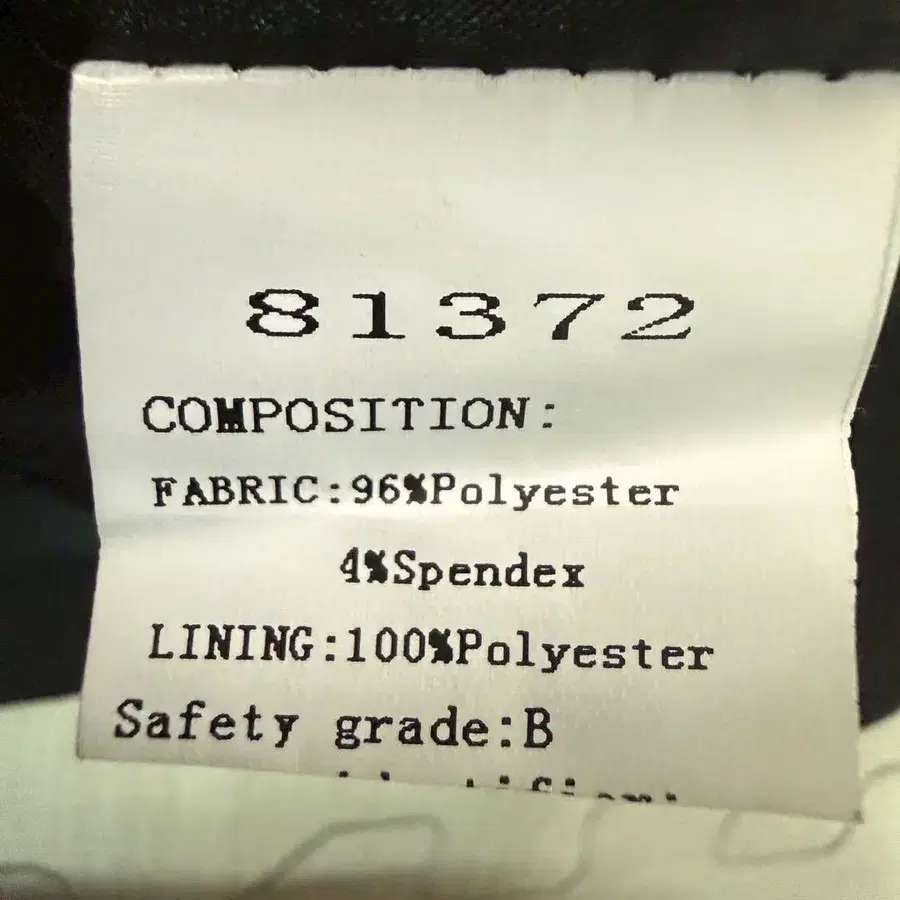 81372
COMPOSITION:
FABRIC:96%Polyester
4%Spendex
LINING:100%Polyester
Safety grade:B